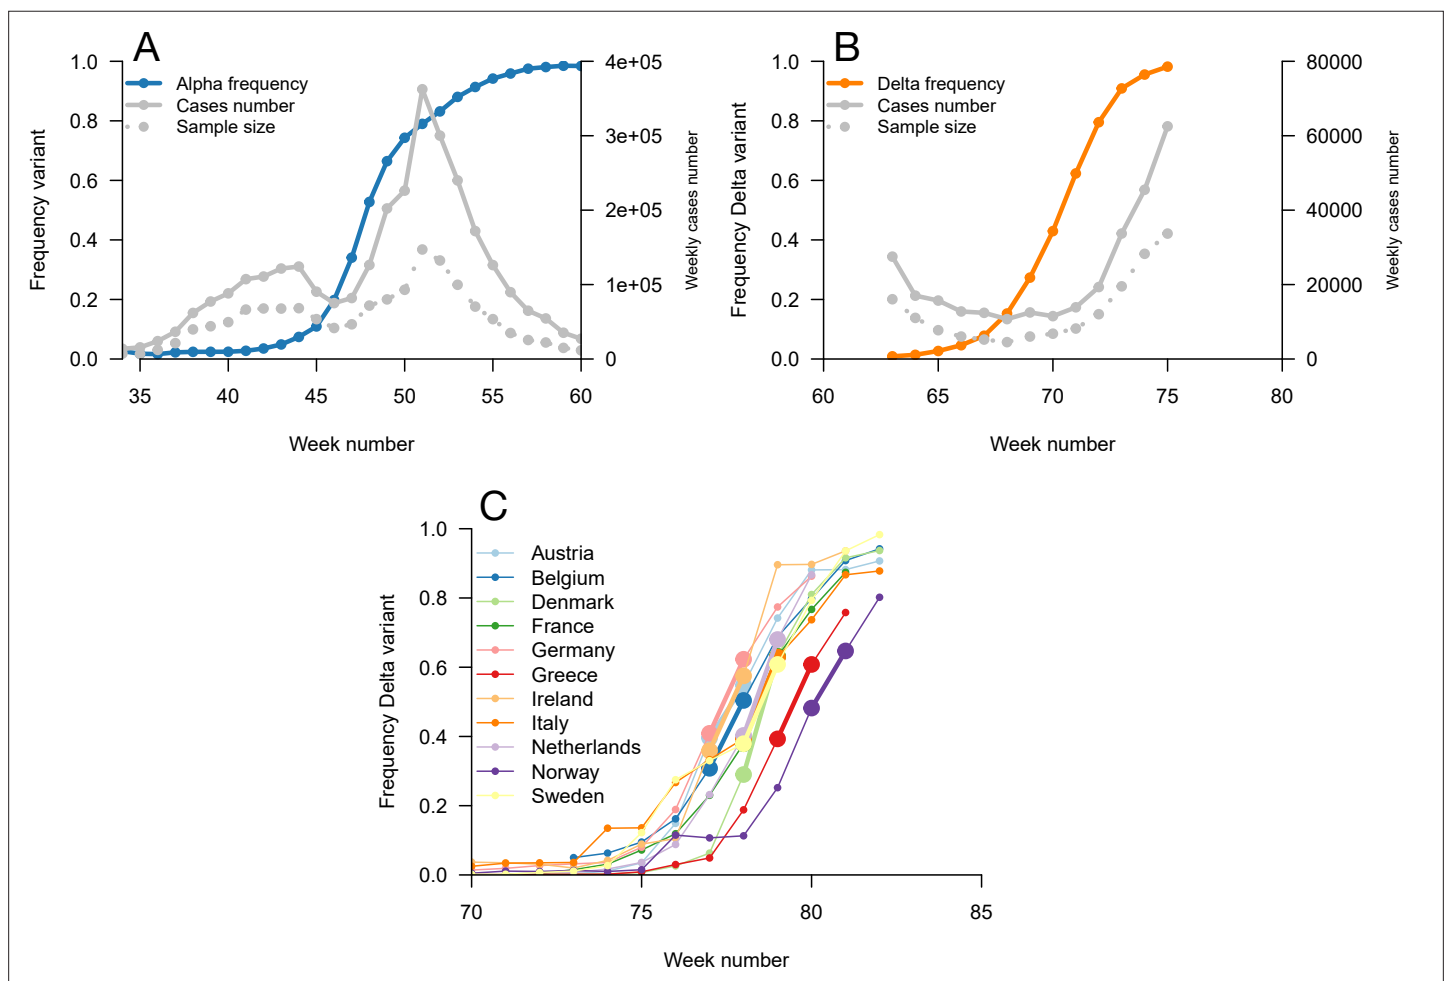 A
1.0
0.8
0.6
0.4
0.2
0.0
Frequency variant
Alpha frequency
Cases number
Sample size
4e+05
3e+05
2e+05
1e+05
0
Weekly cases number
35 40 45 50 55 60
Week number
B
1.0
0.8
0.6
0.4
0.2
0.0
Frequency Delta variant
Delta frequency
Cases number
Sample size
80000
60000
40000
20000
0
Weekly cases number
60 65 70 75 80
Week number
C
1.0
0.8
0.6
0.4
0.2
0.0
Frequency Delta variant
Austria
Belgium
Denmark
France
Germany
Greece
Ireland
Italy
Netherlands
Norway
Sweden
70 75 80 85
Week number